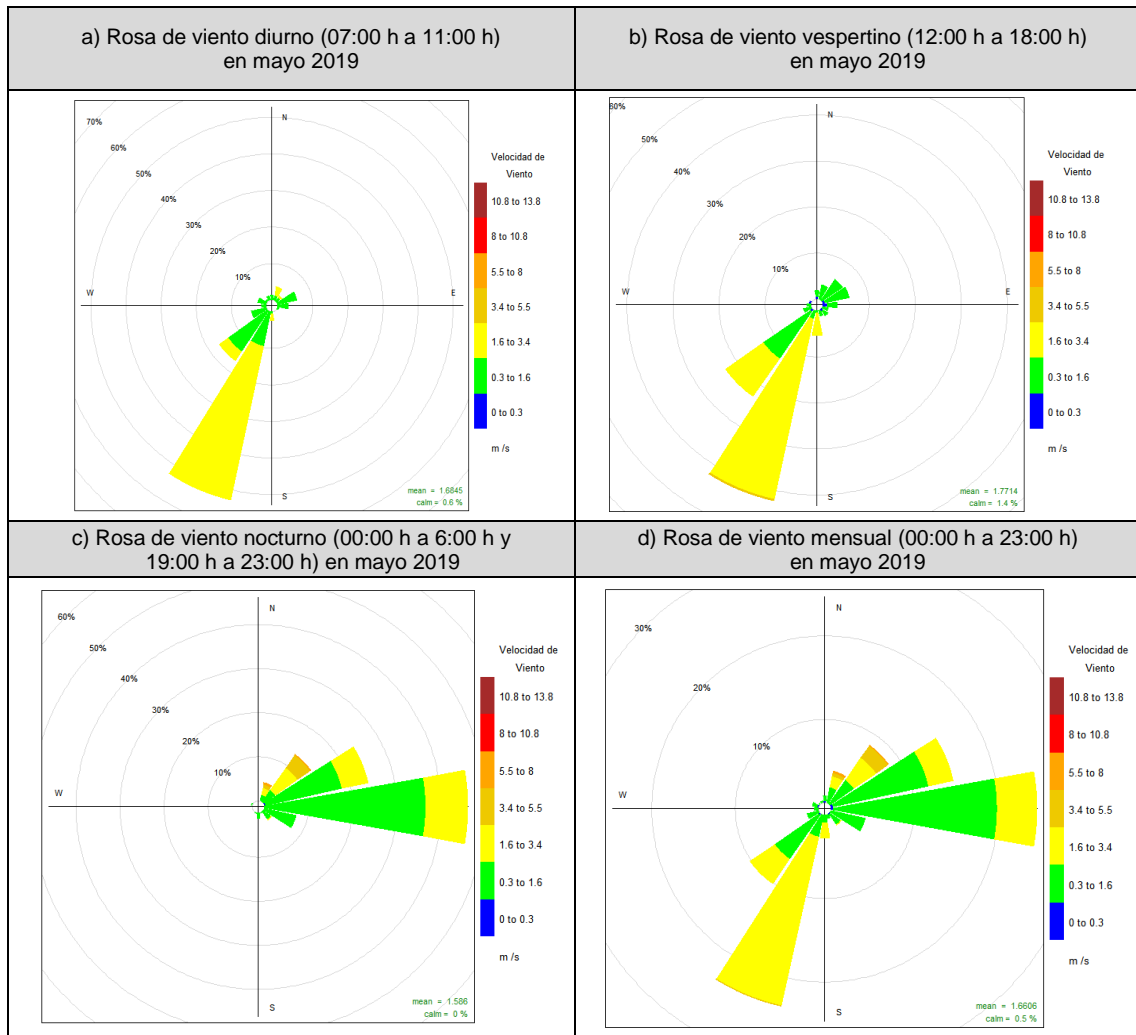 a) Rosa de viento diurno (07:00 h a 11:00 h)
en mayo 2019
b) Rosa de viento vespertino (12:00 h a 18:00 h)
en mayo 2019
70%
60%
50%
40%
30%
20%
10%
N
W
E
S
Velocidad de
Viento
10.8 to 13.8
8 to 10.8
5.5 to 8
3.4 to 5.5
1.6 to 3.4
0.3 to 1.6
0 to 0.3
m /s
mean = 1.6845
calm = 0.6 %
60%
50%
40%
30%
20%
10%
N
W
E
S
Velocidad de
Viento
10.8 to 13.8
8 to 10.8
5.5 to 8
3.4 to 5.5
1.6 to 3.4
0.3 to 1.6
0 to 0.3
m /s
mean = 1.7714
calm = 1.4 %
c) Rosa de viento nocturno (00:00 h a 6:00 h y
19:00 h a 23:00 h) en mayo 2019
d) Rosa de viento mensual (00:00 h a 23:00 h)
en mayo 2019
60%
50%
40%
30%
20%
10%
N
W
S
Velocidad de
Viento
10.8 to 13.8
8 to 10.8
5.5 to 8
3.4 to 5.5
1.6 to 3.4
0.3 to 1.6
0 to 0.3
m /s
mean = 1.586
calm = 0 %
30%
20%
10%
N
W
S
Velocidad de
Viento
10.8 to 13.8
8 to 10.8
5.5 to 8
3.4 to 5.5
1.6 to 3.4
0.3 to 1.6
0 to 0.3
m /s
mean = 1.6606
calm = 0.5 %